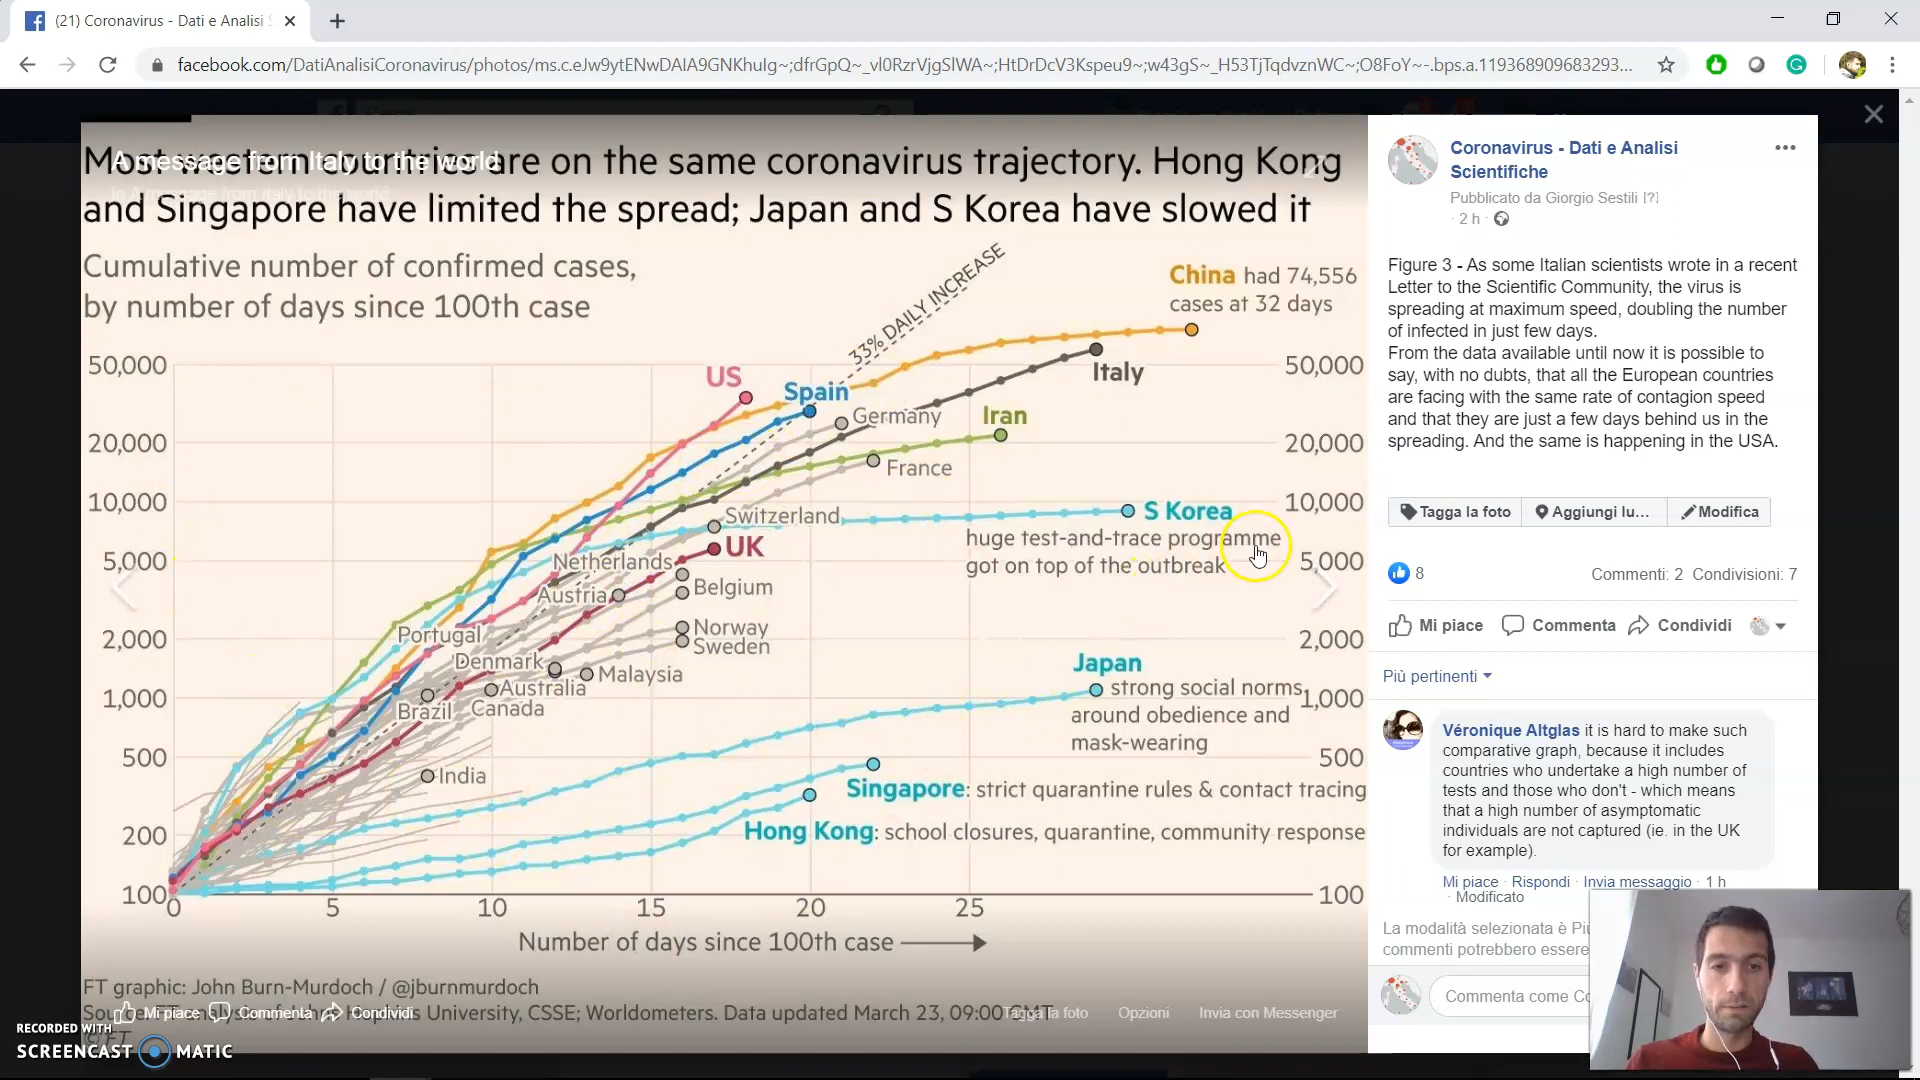 (21) Coronavirus - Dati e Analisi
facebook.com/DatiAnalisiCoronavirus/photos/ms.c.eJw9ytENwDAIA9GNKhuIg~;dfrGpQ~_vl0RzrVjgSlWA~;HtDrDcV3Kspeu9~;w43gS~_H53TjTqdvznWC~;O8FoY~-.bps.a.119368909683293...
A message from Italy to the world
Most western countries are on the same coronavirus trajectory. Hong Kong
and Singapore have limited the spread; Japan and S Korea have slowed it
Cumulative number of confirmed cases,
by number of days since 100th case
33% DAILY INCREASE
China had 74,556
cases at 32 days
50,000
20,000
10,000
5,000
2,000
1,000
500
200
100
US
Spain
Germany
Italy
Iran
France
Switzerland
UK
Netherlands
Austria
Belgium
Norway
Sweden
Portugal
Denmark
Malaysia
Australia
Brazil
Canada
India
S Korea
huge test-and-trace programme
got on top of the outbreak
Japan
strong social norms
around obedience and
mask-wearing
Singapore: strict quarantine rules & contact tracing
Hong Kong: school closures, quarantine, community response
50,000
20,000
10,000
5,000
2,000
1,000
500
100
0 5 10 15 20 25
Number of days since 100th case
FT graphic: John Burn-Murdoch / @jburnmurdoch
University, CSSE; Worldometers. Data updated March 23, 09:00 GMT
Mi piace Commenta Condividi
Tagga la foto Opzioni Invia con Messenger
RECORDED WITH
SCREENCAST MATIC
Coronavirus - Dati e Analisi
Scientifiche
Pubblicato da Giorgio Sestili [?]
· 2 h ·
Figure 3 - As some Italian scientists wrote in a recent
Letter to the Scientific Community, the virus is
spreading at maximum speed, doubling the number
of infected in just few days.
From the data available until now it is possible to
say, with no dubts, that all the European countries
are facing with the same rate of contagion speed
and that they are just a few days behind us in the
spreading. And the same is happening in the USA.
Tagga la foto Aggiungi lu... Modifica
8 Commenti: 2 Condivisioni: 7
Mi piace Commenta Condividi
Più pertinenti
Véronique Altglas it is hard to make such
comparative graph, because it includes
countries who undertake a high number of
tests and those who don't - which means
that a high number of asymptomatic
individuals are not captured (ie. in the UK
for example).
Mi piace · Rispondi · Invia messaggio · 1 h
· Modificato
La modalità selezionata è
commenti potrebbero essere
Commenta come